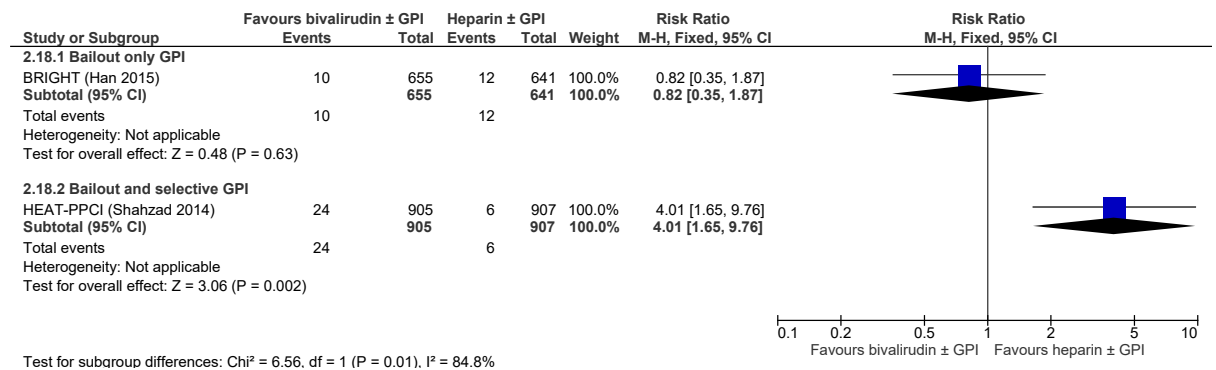 Favours bivalirudin ± GPI Heparin ± GPI Risk Ratio Risk Ratio
Study or Subgroup Events Total Events Total Weight M-H, Fixed, 95% CI M-H, Fixed, 95% CI
2.18.1 Bailout only GPI
BRIGHT (Han 2015) 10 655 12 641 100.0% 0.82 [0.35, 1.87]
Subtotal (95% CI) 655 641 100.0% 0.82 [0.35, 1.87]
Total events 10 12
Heterogeneity: Not applicable
Test for overall effect: Z = 0.48 (P = 0.63)
2.18.2 Bailout and selective GPI
HEAT-PPCI (Shahzad 2014) 24 905 6 907 100.0% 4.01 [1.65, 9.76]
Subtotal (95% CI) 905 907 100.0% 4.01 [1.65, 9.76]
Total events 24 6
Heterogeneity: Not applicable
Test for overall effect: Z = 3.06 (P = 0.002)
0.1 0.2 0.5 1 2 5 10
Favours bivalirudin ± GPI Favours heparin ± GPI
Test for subgroup differences: Chi² = 6.56, df = 1 (P = 0.01), I² = 84.8%